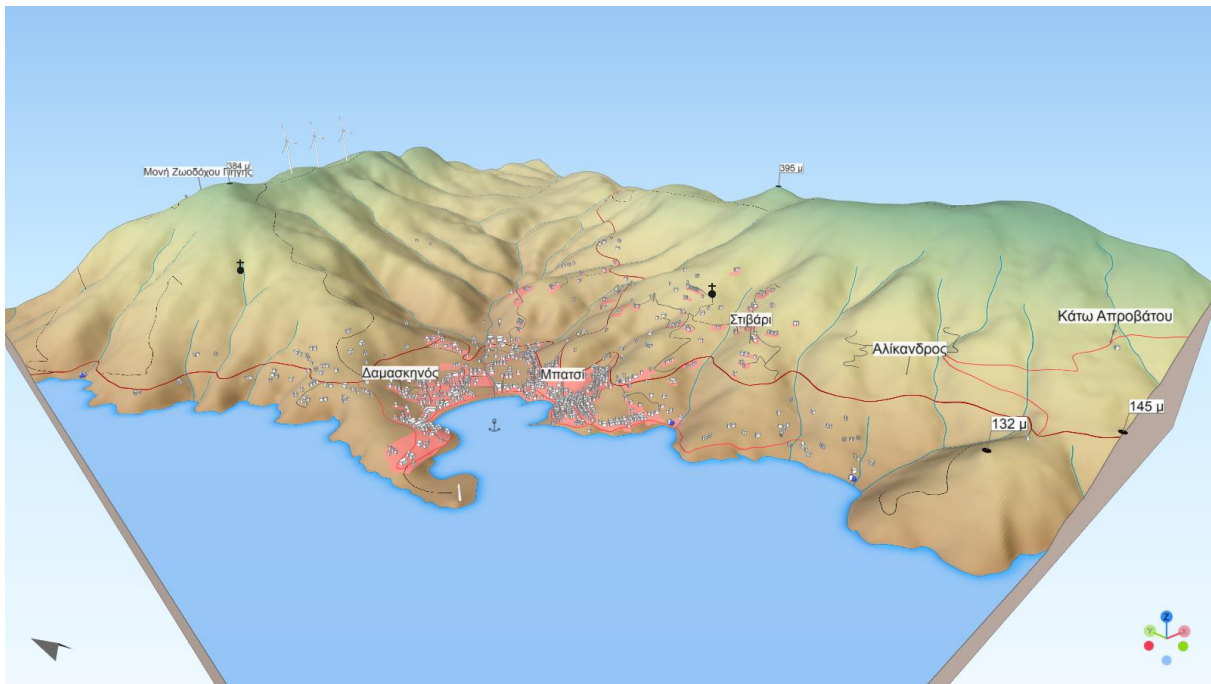 384 μ
Μονή Ζωοδόχου Πηγής
395 μ
Κάτω Απροβάτου
Στιβάρι
Αλίκανδρος
Δαμασκηνός
Μπατσί
145 μ
132 μ
Z
Y
X